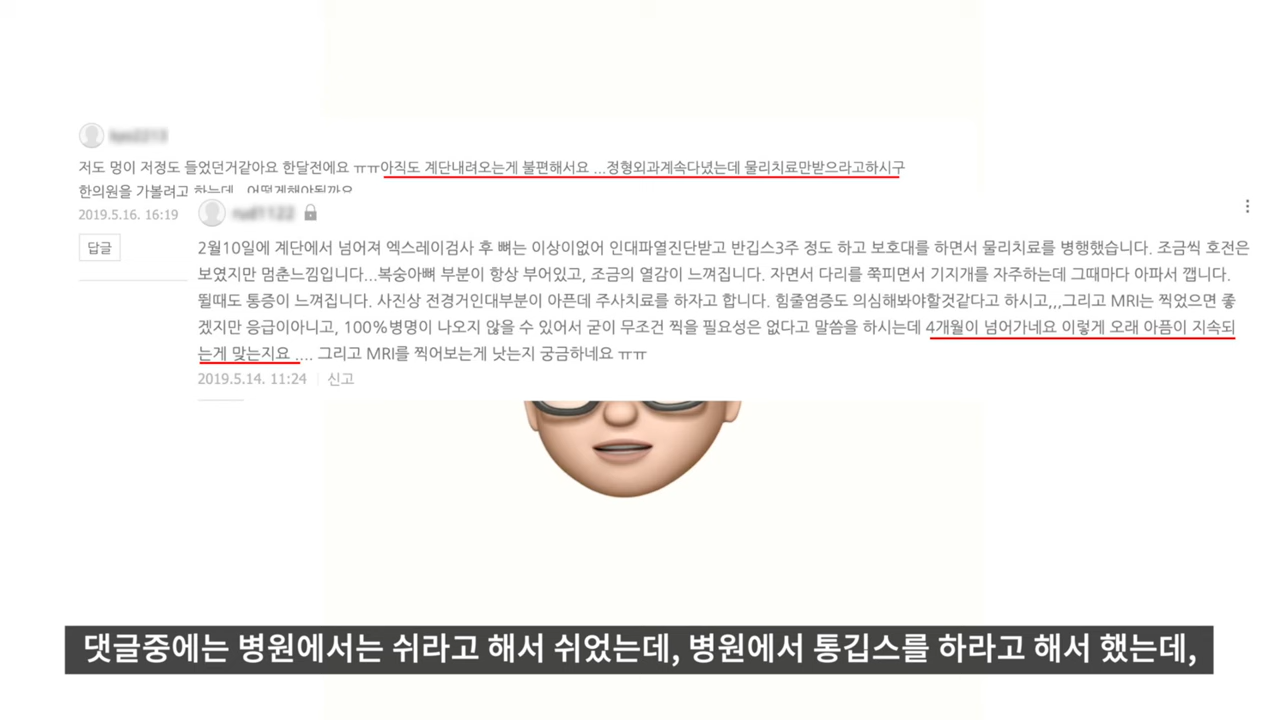 저도 멍이 저정도 들었던거같아요 한달전에요 ㅠㅠ아직도 계단내려오는게 불편해서요 ...정형외과계속다녔는데 물리치료만받으라고하시구
한의원을 가볼려고 하는데...어떻게해야될까요
2019.5.16. 16:19
답글
2월10일에 계단에서 넘어져 엑스레이검사 후 뼈는 이상이없어 인대파열진단받고 반깁스3주 정도 하고 보호대를 하면서 물리치료를 병행했습니다. 조금씩 호전은
보였지만 멈춘느낌입니다...복숭아뼈 부분이 항상 부어있고, 조금의 열감이 느껴집니다. 자면서 다리를 쭉피면서 기지개를 자주하는데 그때마다 아파서 깹니다.
뛸때도 통증이 느껴집니다. 사진상 전경거인대부분이 아픈데 주사치료를 하자고 합니다. 힘줄염증도 의심해봐야할것같다고 하시고,,,그리고 MRI는 찍었으면 좋
겠지만 응급이아니고, 100%병명이 나오지 않을 수 있어서 굳이 무조건 찍을 필요성은 없다고 말씀을 하시는데 4개월이 넘어가네요 이렇게 오래 아픔이 지속되
는게 맞는지요 .... 그리고 MRI를 찍어보는게 낫는지 궁금하네요 ㅠㅠ
2019.5.14. 11:24 신고
댓글중에는 병원에서는 쉬라고 해서 쉬었는데, 병원에서 통깁스를 하라고 해서 했는데,